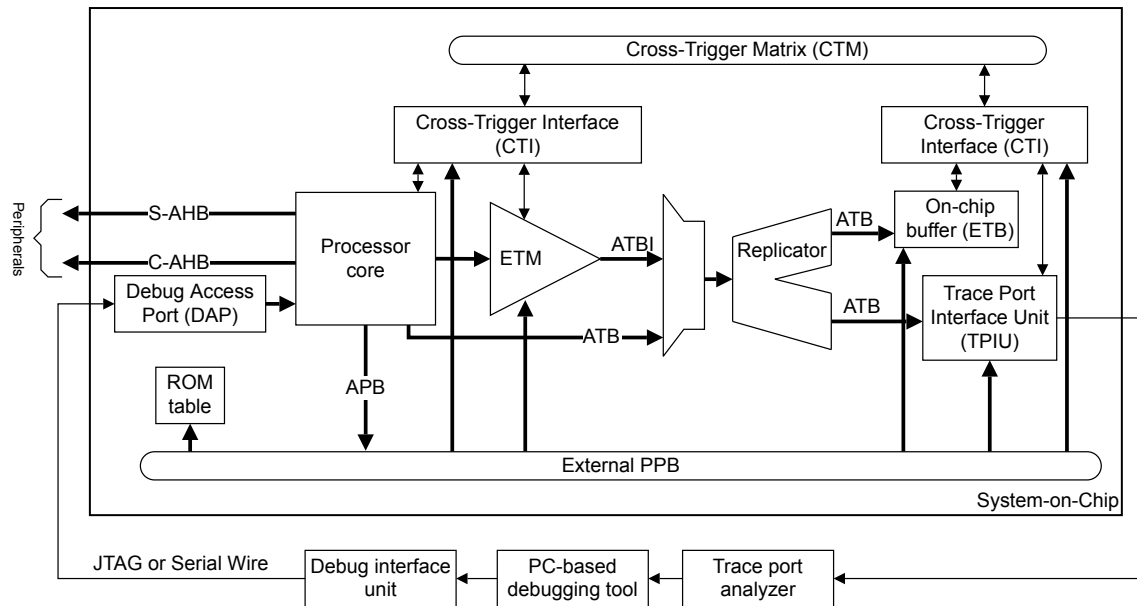 Cross-Trigger Matrix (CTM)
Cross-Trigger Interface
(CTI)
Cross-Trigger
Interface (CTI)
Peripherals
S-AHB
C-AHB
Processor
core
ETM
ATBI
ATB
Replicator
ATB
ATB
On-chip
buffer (ETB)
Debug Access
Port (DAP)
Trace Port
Interface Unit
(TPIU)
APB
ROM
table
External PPB
System-on-Chip
JTAG or Serial Wire
Debug interface
unit
PC-based
debugging tool
Trace port
analyzer